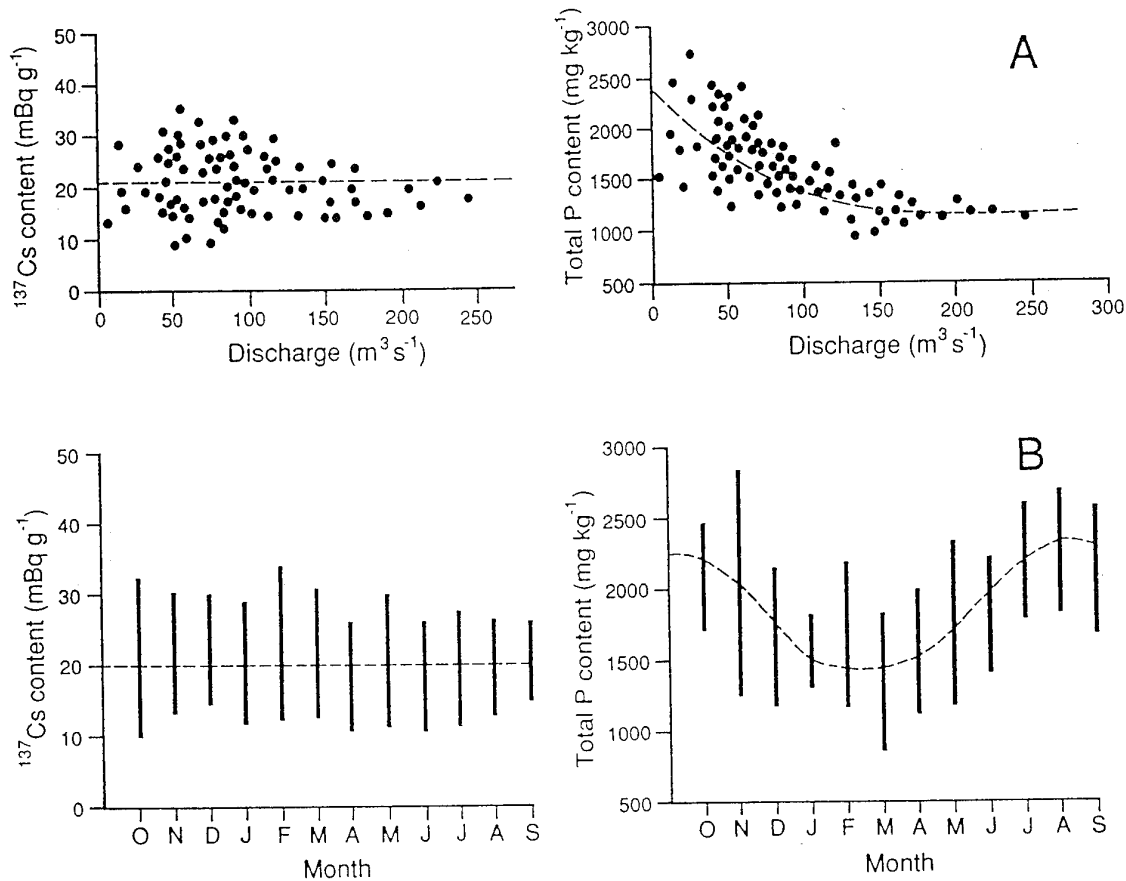 A
¹³⁷Cs content (mBq g⁻¹)
50
40
30
20
10
0
0 50 100 150 200 250
Discharge (m³ s⁻¹)
Total P content (mg kg⁻¹)
3000
2500
2000
1500
1000
500
0 50 100 150 200 250 300
Discharge (m³ s⁻¹)
B
¹³⁷Cs content (mBq g⁻¹)
50
40
30
20
10
0
O N D J F M A M J J A S
Month
Total P content (mg kg⁻¹)
3000
2500
2000
1500
1000
500
O N D J F M A M J J A S
Month